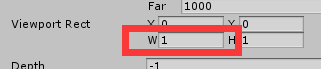 Far 1000
Viewport Rect X 0 Y 0
W 1 H 1
Depth -1